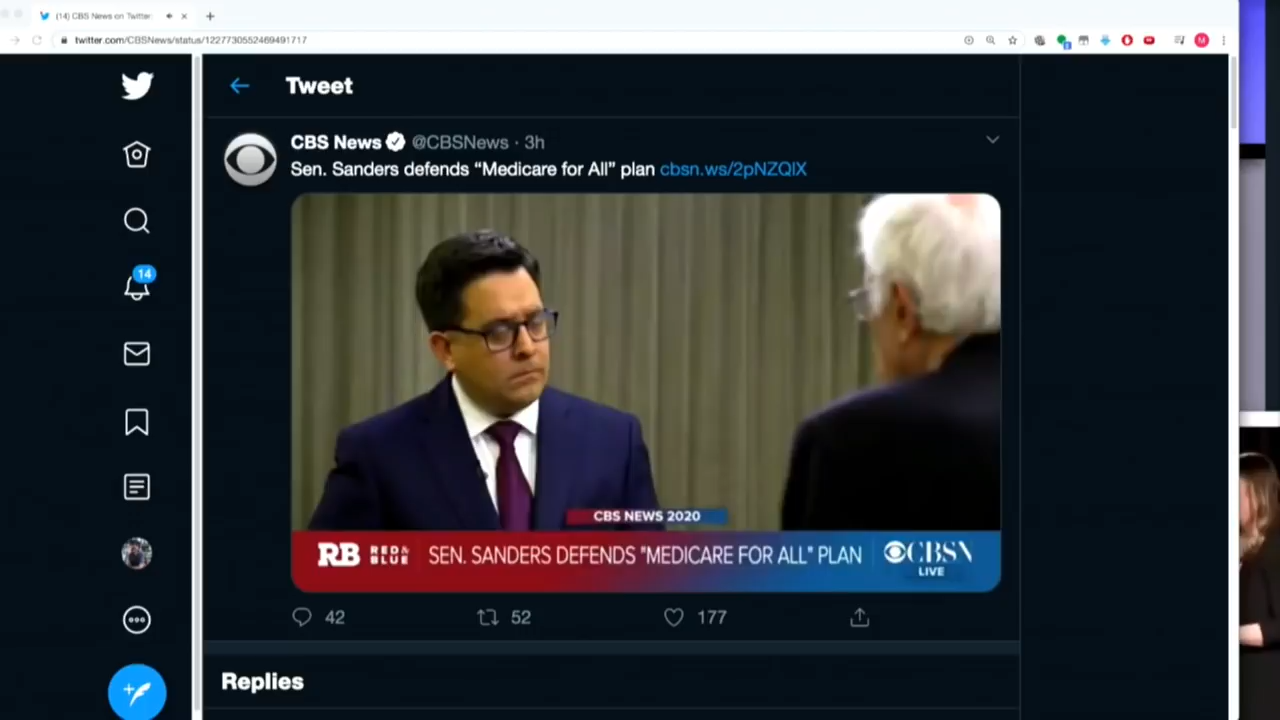 (14) CBS News on Twitter
twitter.com/CBSNews/status/1227730552469491717
M
Tweet
CBS News @CBSNews · 3h
Sen. Sanders defends “Medicare for All” plan cbsn.ws/2pNZQlX
14
CBS NEWS 2020
RB RED& BLUE SEN. SANDERS DEFENDS "MEDICARE FOR ALL" PLAN CBSN
LIVE
42 52 177
Replies